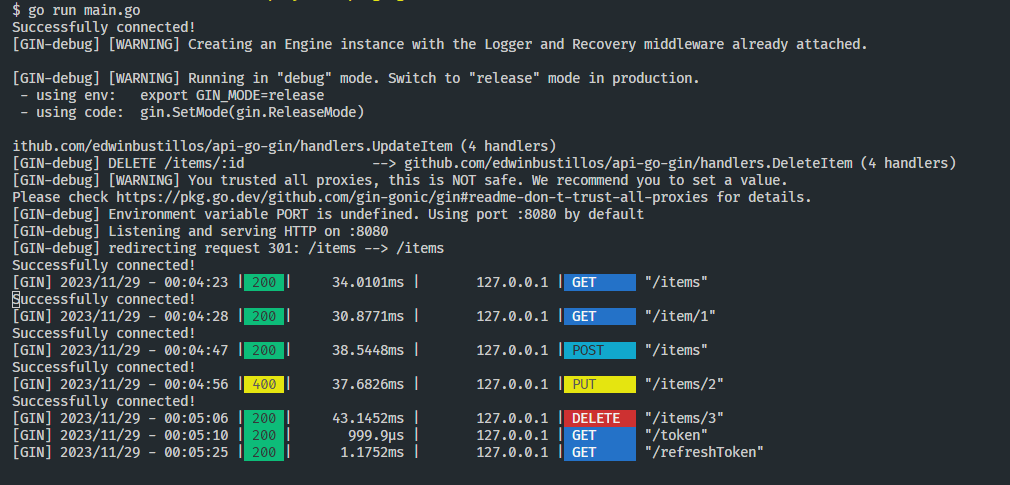 $ go run main.go
Successfully connected!
[GIN-debug] [WARNING] Creating an Engine instance with the Logger and Recovery middleware already attached.
[GIN-debug] [WARNING] Running in "debug" mode. Switch to "release" mode in production.
 - using env:   export GIN_MODE=release
 - using code:  gin.SetMode(gin.ReleaseMode)
ithub.com/edwinbustillos/api-go-gin/handlers.UpdateItem (4 handlers)
[GIN-debug] DELETE /items/:id                --> github.com/edwinbustillos/api-go-gin/handlers.DeleteItem (4 handlers)
[GIN-debug] [WARNING] You trusted all proxies, this is NOT safe. We recommend you to set a value.
Please check https://pkg.go.dev/github.com/gin-gonic/gin#readme-don-t-trust-all-proxies for details.
[GIN-debug] Environment variable PORT is undefined. Using port :8080 by default
[GIN-debug] Listening and serving HTTP on :8080
[GIN-debug] redirecting request 301: /items --> /items
Successfully connected!
[GIN] 2023/11/29 - 00:04:23 | 200 |     34.0101ms |       127.0.0.1 | GET      "/items"
Successfully connected!
[GIN] 2023/11/29 - 00:04:28 | 200 |     30.8771ms |       127.0.0.1 | GET      "/item/1"
Successfully connected!
[GIN] 2023/11/29 - 00:04:47 | 200 |     38.5448ms |       127.0.0.1 | POST     "/items"
Successfully connected!
[GIN] 2023/11/29 - 00:04:56 | 400 |     37.6826ms |       127.0.0.1 | PUT      "/items/2"
Successfully connected!
[GIN] 2023/11/29 - 00:05:06 | 200 |     43.1452ms |       127.0.0.1 | DELETE   "/items/3"
[GIN] 2023/11/29 - 00:05:10 | 200 |       999.9µs |       127.0.0.1 | GET      "/token"
[GIN] 2023/11/29 - 00:05:25 | 200 |      1.1752ms |       127.0.0.1 | GET      "/refreshToken"